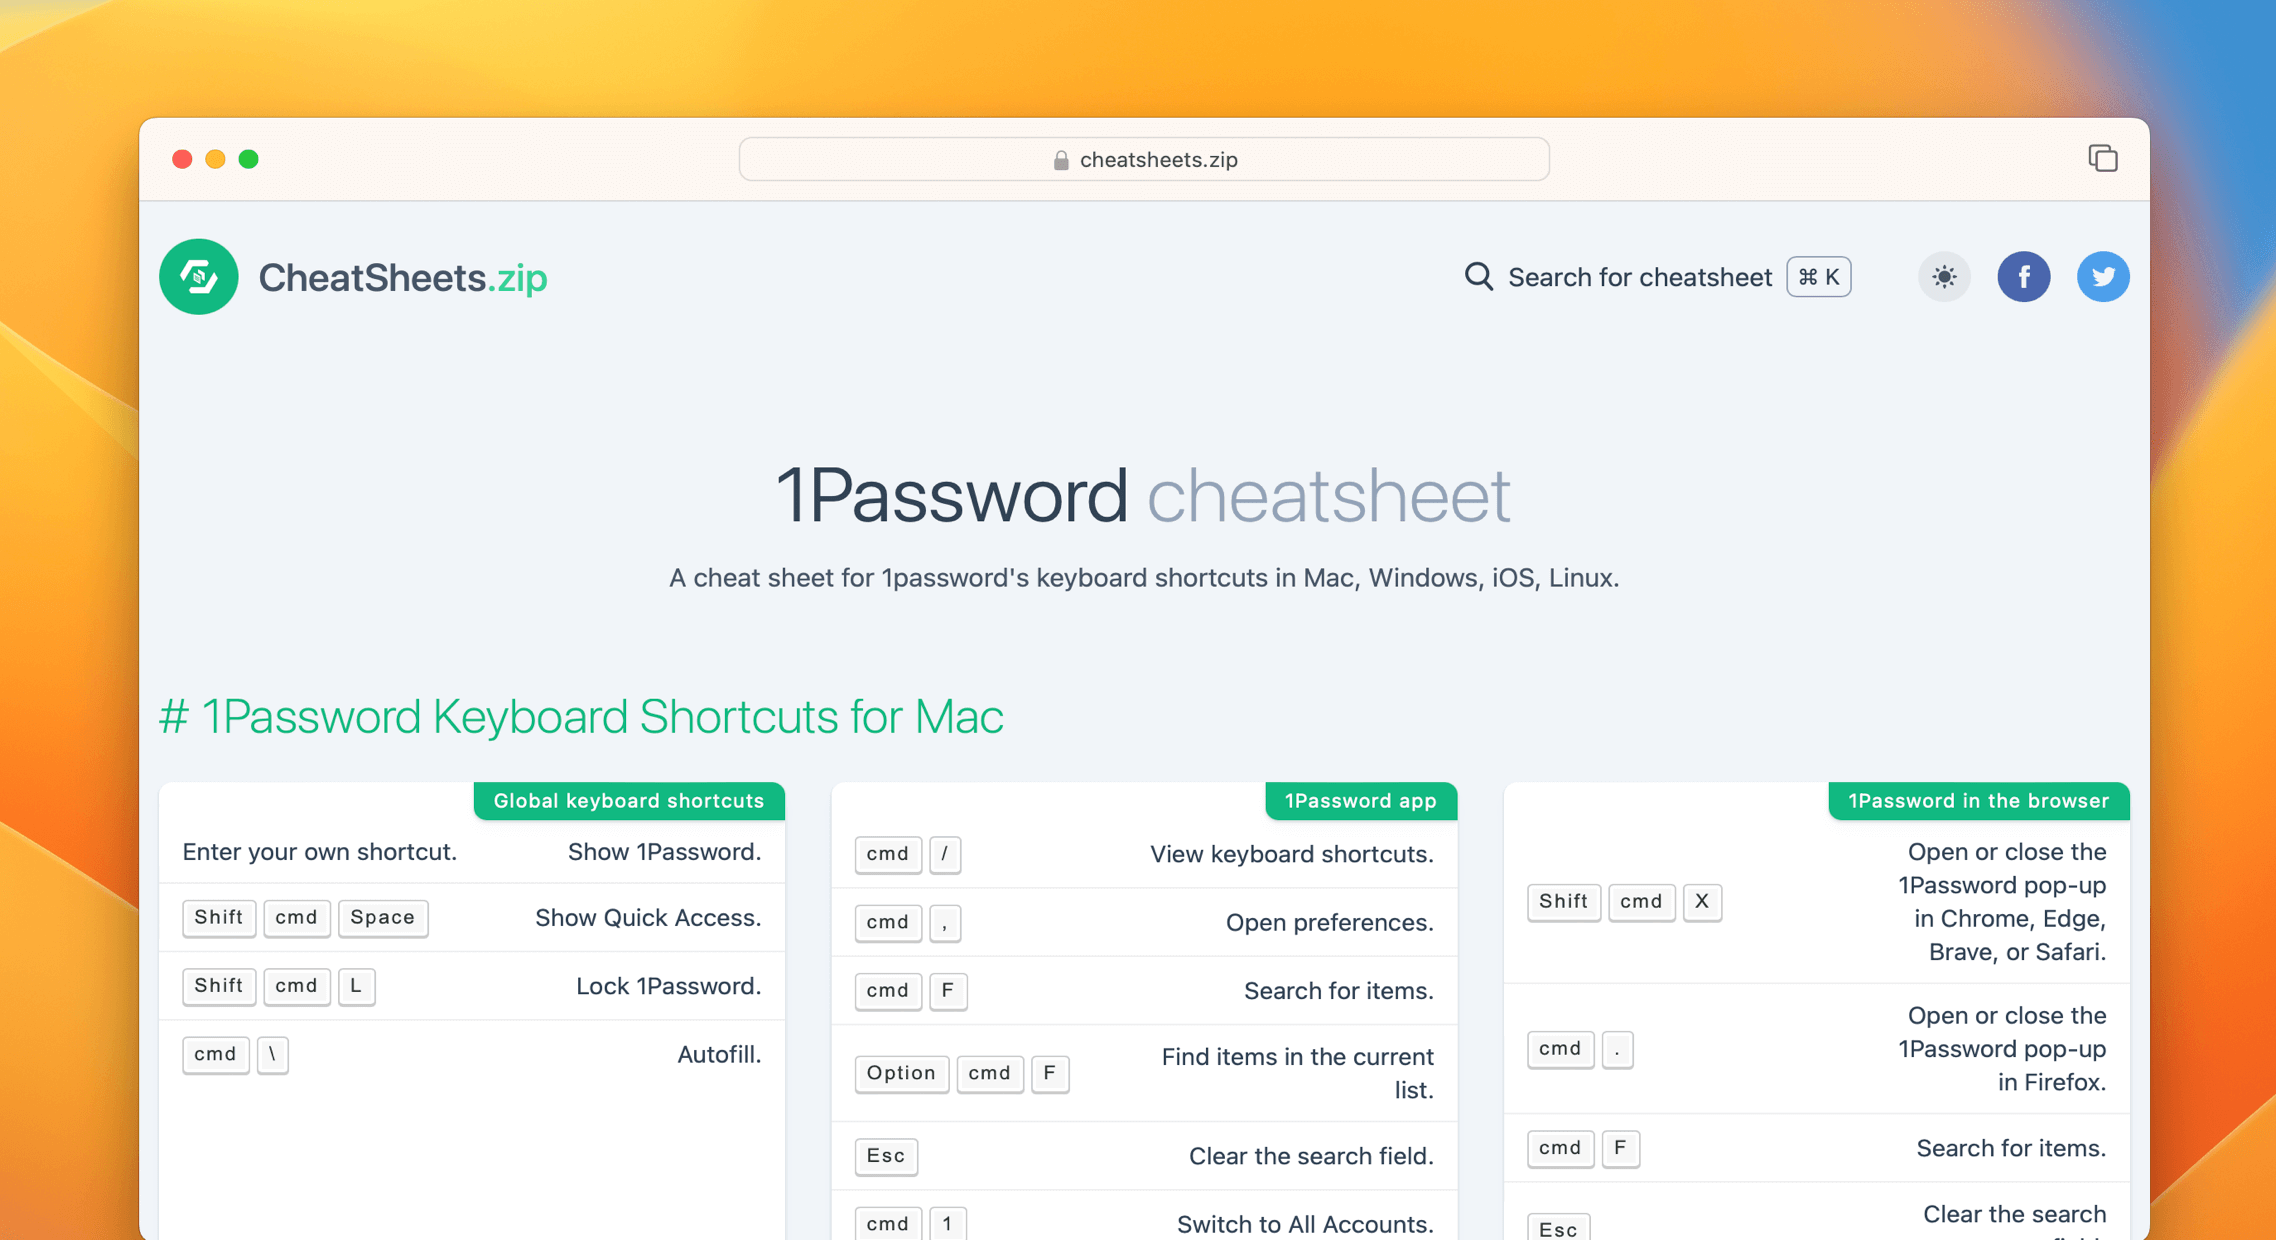 cheatsheets.zip
CheatSheets.zip
Search for cheatsheet ⌘ K
f
1Password cheatsheet
A cheat sheet for 1password's keyboard shortcuts in Mac, Windows, iOS, Linux.
# 1Password Keyboard Shortcuts for Mac
Global keyboard shortcuts
Enter your own shortcut. Show 1Password.
Shift cmd Space Show Quick Access.
Shift cmd L Lock 1Password.
cmd \ Autofill.
1Password app
cmd / View keyboard shortcuts.
cmd , Open preferences.
cmd F Search for items.
Option cmd F Find items in the current
list.
Esc Clear the search field.
cmd 1 Switch to All Accounts.
1Password in the browser
Shift cmd X Open or close the
1Password pop-up
in Chrome, Edge,
Brave, or Safari.
cmd . Open or close the
1Password pop-up
in Firefox.
cmd F Search for items.
Esc Clear the search